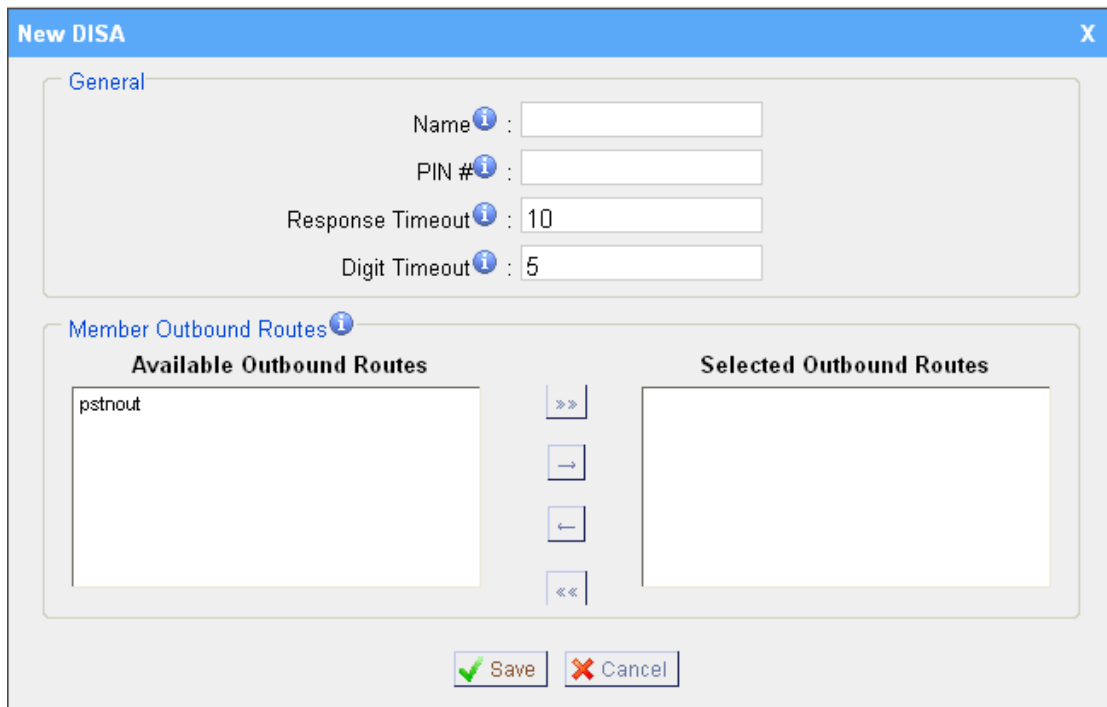 New DISA X
General
Name :
PIN # :
Response Timeout : 10
Digit Timeout : 5
Member Outbound Routes
Available Outbound Routes Selected Outbound Routes
pstnout
»»
→
←
««
Save Cancel